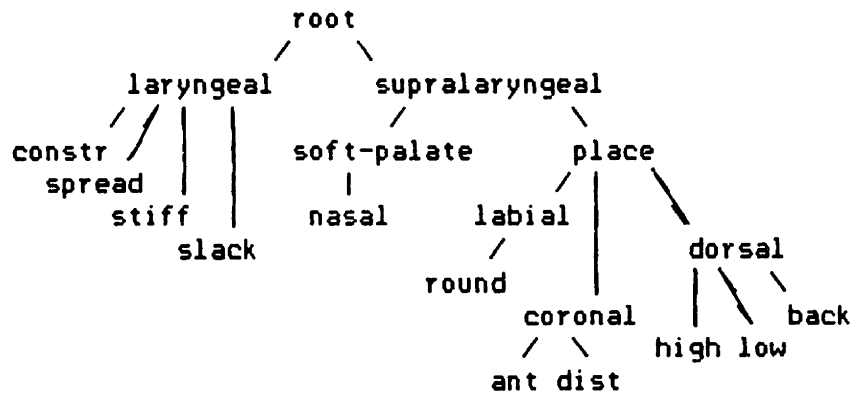 root
laryngeal supralaryngeal
constr soft-palate place
spread
stiff nasal labial
slack dorsal
round
coronal back
high low
ant dist